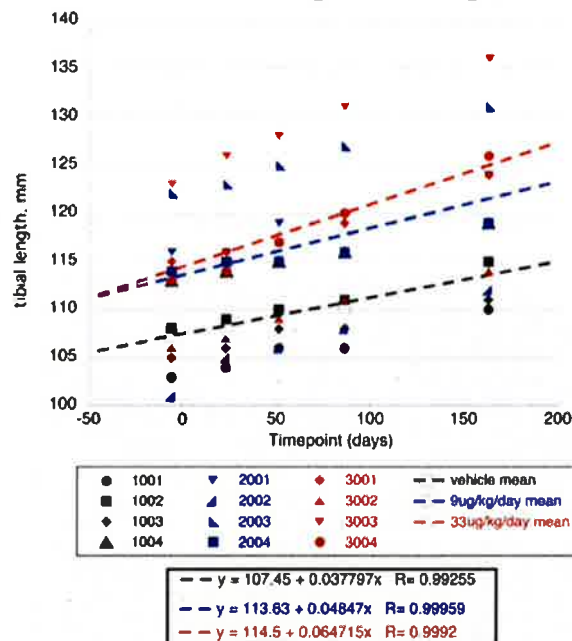 140
135
130
125
120
115
110
105
100
tibial length, mm
-50 0 50 100 150 200
Timepoint (days)
1001 2001 3001 vehicle mean
1002 2002 3002 9ug/kg/day mean
1003 2003 3003 33ug/kg/day mean
1004 2004 3004
y = 107.45 + 0.037797x R= 0.99255
y = 113.63 + 0.04847x R= 0.99959
y = 114.5 + 0.064715x R= 0.9992